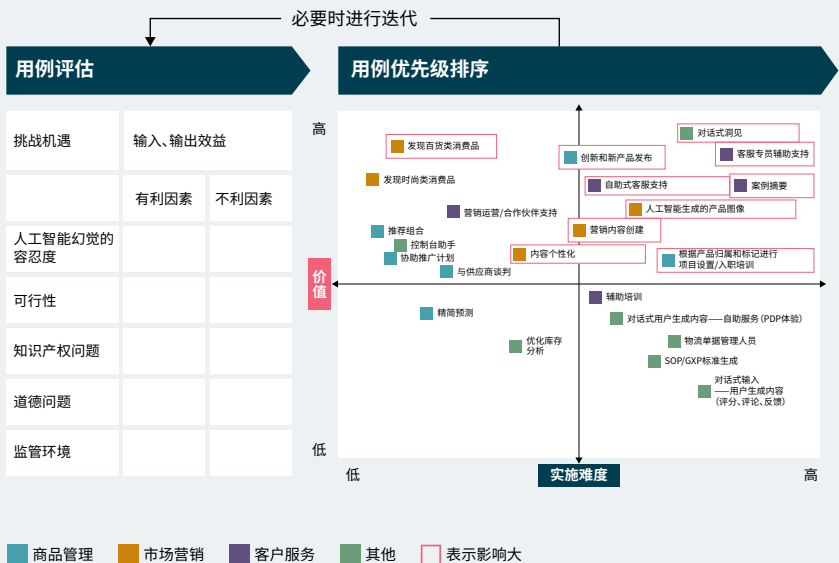 必要时进行迭代
用例评估
用例优先级排序
挑战机遇
输入、输出效益
有利因素
不利因素
人工智能幻觉的
容忍度
可行性
知识产权问题
道德问题
监管环境
高
价值
低
低
实施难度
高
发现百货类消费品
发现时尚类消费品
营销运营/合作伙伴支持
推荐组合
控制台助手
协助推广计划
与供应商谈判
内容个性化
创新和新产品发布
对话式洞见
客服专员辅助支持
自助式客服支持
案例摘要
人工智能生成的产品图像
营销内容创建
根据产品归属和标记进行
项目设置/入职培训
精简预测
优化库存
分析
辅助培训
对话式用户生成内容——自助服务(PDP体验)
物流单据管理人员
SOP/GXP标准生成
对话式输入
——用户生成内容
(评分、评论、反馈)
商品管理
市场营销
客户服务
其他
表示影响大